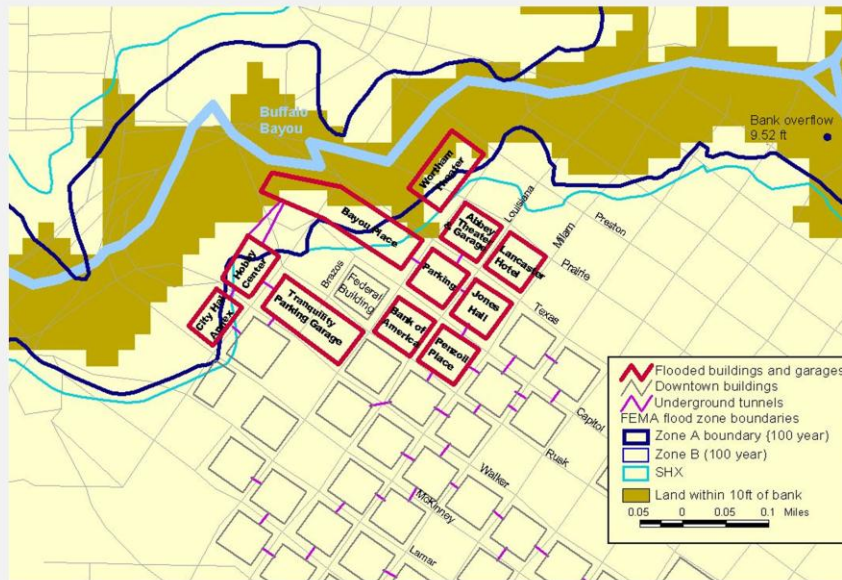 Buffalo
Bayou
Bank overflow
9.52 ft
Worsham
Theater
Louisiana
Milam
Preston
Bayou Place
Abbey
Theater
& Garage
Lancaster
Hotel
Prairie
Hobby
Center
Brazos
Federal
Building
Parking
Jones
Hall
Texas
City Hall
Annex
Tranquility
Parking Garage
Bank of
America
Penzoil
Place
Capitol
Rusk
Walker
McKinney
Lamar
Flooded buildings and garages
Downtown buildings
Underground tunnels
FEMA flood zone boundaries
Zone A boundary {100 year)
Zone B (100 year)
SHX
Land within 10ft of bank
0.05 0 0.05 0.1 Miles